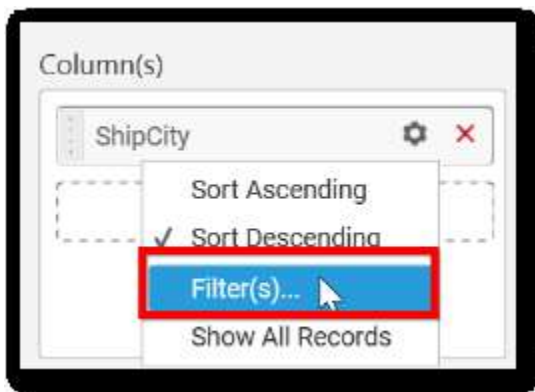 Column(s)
ShipCity
Sort Ascending
Sort Descending
Filter(s)...
Show All Records